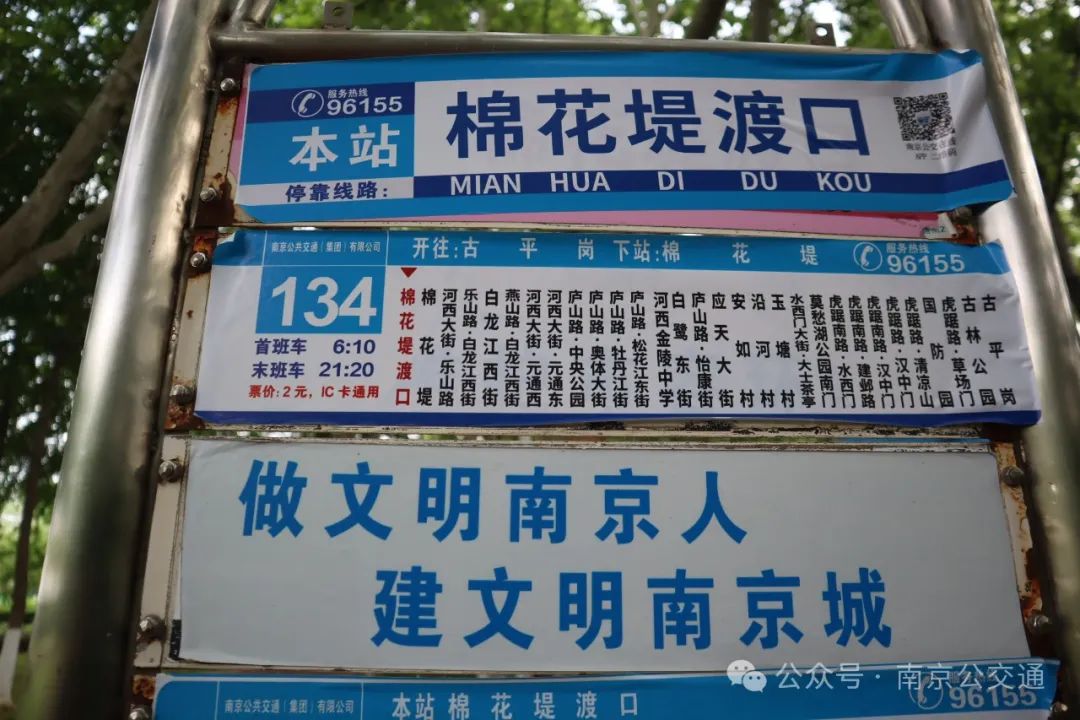 服务热线
96155
本站
停靠线路：
棉花堤渡口
MIAN HUA DI DU KOU
南京公交在线
南京公共交通（集团）有限公司
134
首班车 6:10
末班车 21:20
票价：2元，IC卡通用
开往：古平岗 下站：棉花堤
服务热线
96155
棉花堤渡口
棉花堤
河西大街·乐山路
乐山路·白龙江西街
白龙江西街
燕山路·白龙江西街
河西大街·元通西
河西大街·元通东
庐山路·中央公园
庐山路·奥体大街
庐山路·牡丹江街
庐山路·松花江东街
河西金陵中学
白鹭东街
庐山路·怡康街
应天大街
安如村
沿河村
玉塘村
水西门大街·大士茶亭
莫愁湖公园南门
虎踞南路·水西门
虎踞南路·建邺路
虎踞路·汉中门
虎踞路·清凉山
国防园
虎踞路·草场门
古林公园
古平岗
做文明南京人
建文明南京城
南京公共交通（集团）有限公司
本站 棉花堤渡口
96155
公众号·南京公交通